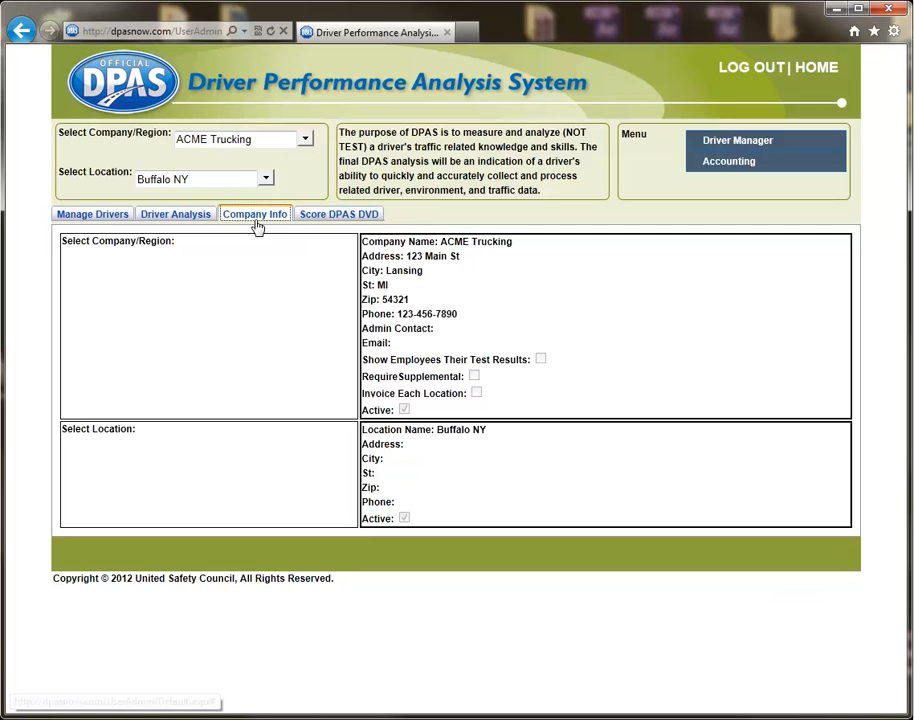 http://dpasnow.com/UserAdmin
Driver Performance Analysi...
OFFICIAL
DPAS
Driver Performance Analysis System
LOG OUT| HOME
Select Company/Region:
ACME Trucking
Select Location:
Buffalo NY
The purpose of DPAS is to measure and analyze (NOT
TEST) a driver's traffic related knowledge and skills. The
final DPAS analysis will be an indication of a driver's
ability to quickly and accurately collect and process
related driver, environment, and traffic data.
Menu
Driver Manager
Accounting
Manage Drivers
Driver Analysis
Company Info
Score DPAS DVD
Select Company/Region:
Company Name: ACME Trucking
Address: 123 Main St
City: Lansing
St: MI
Zip: 54321
Phone: 123-456-7890
Admin Contact:
Email:
Show Employees Their Test Results:
RequireSupplemental:
Invoice Each Location:
Active:
Select Location:
Location Name: Buffalo NY
Address:
City:
St:
Zip:
Phone:
Active:
Copyright © 2012 United Safety Council, All Rights Reserved.